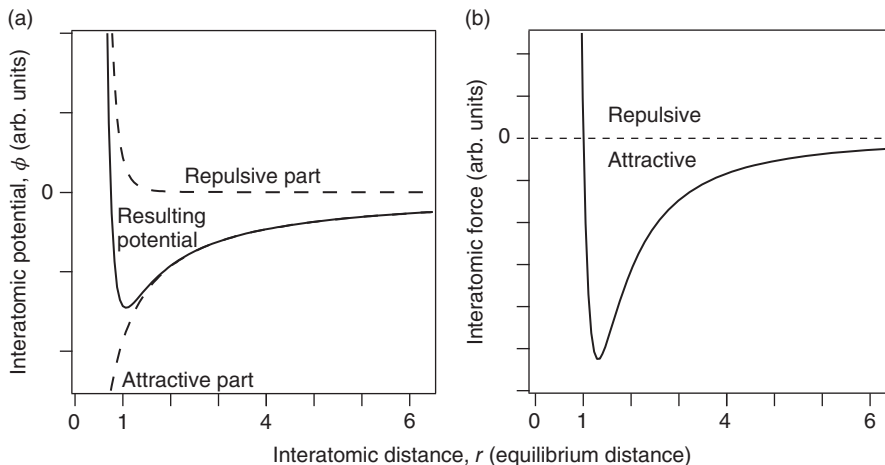 (a)
Interatomic potential, ϕ (arb. units)
0
Repulsive part
Resulting
potential
Attractive part
0
1
4
6
(b)
Interatomic force (arb. units)
0
Repulsive
Attractive
0
1
4
6
Interatomic distance, r (equilibrium distance)